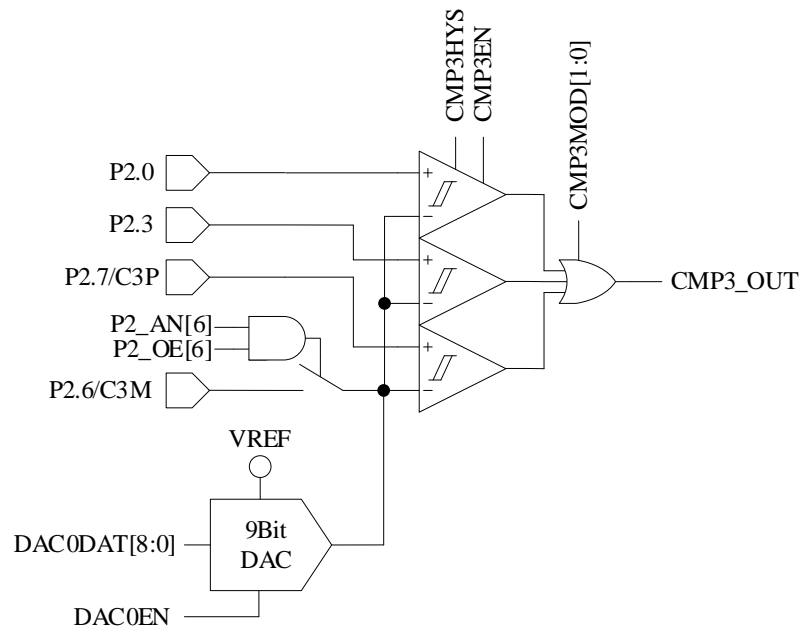 CMP3HYS
CMP3EN
CMP3MOD[1:0]
P2.0
+
−
P2.3
+
−
P2.7/C3P
+
−
CMP3_OUT
P2_AN[6]
P2_OE[6]
P2.6/C3M
VREF
DAC0DAT[8:0]
9Bit
DAC
DAC0EN